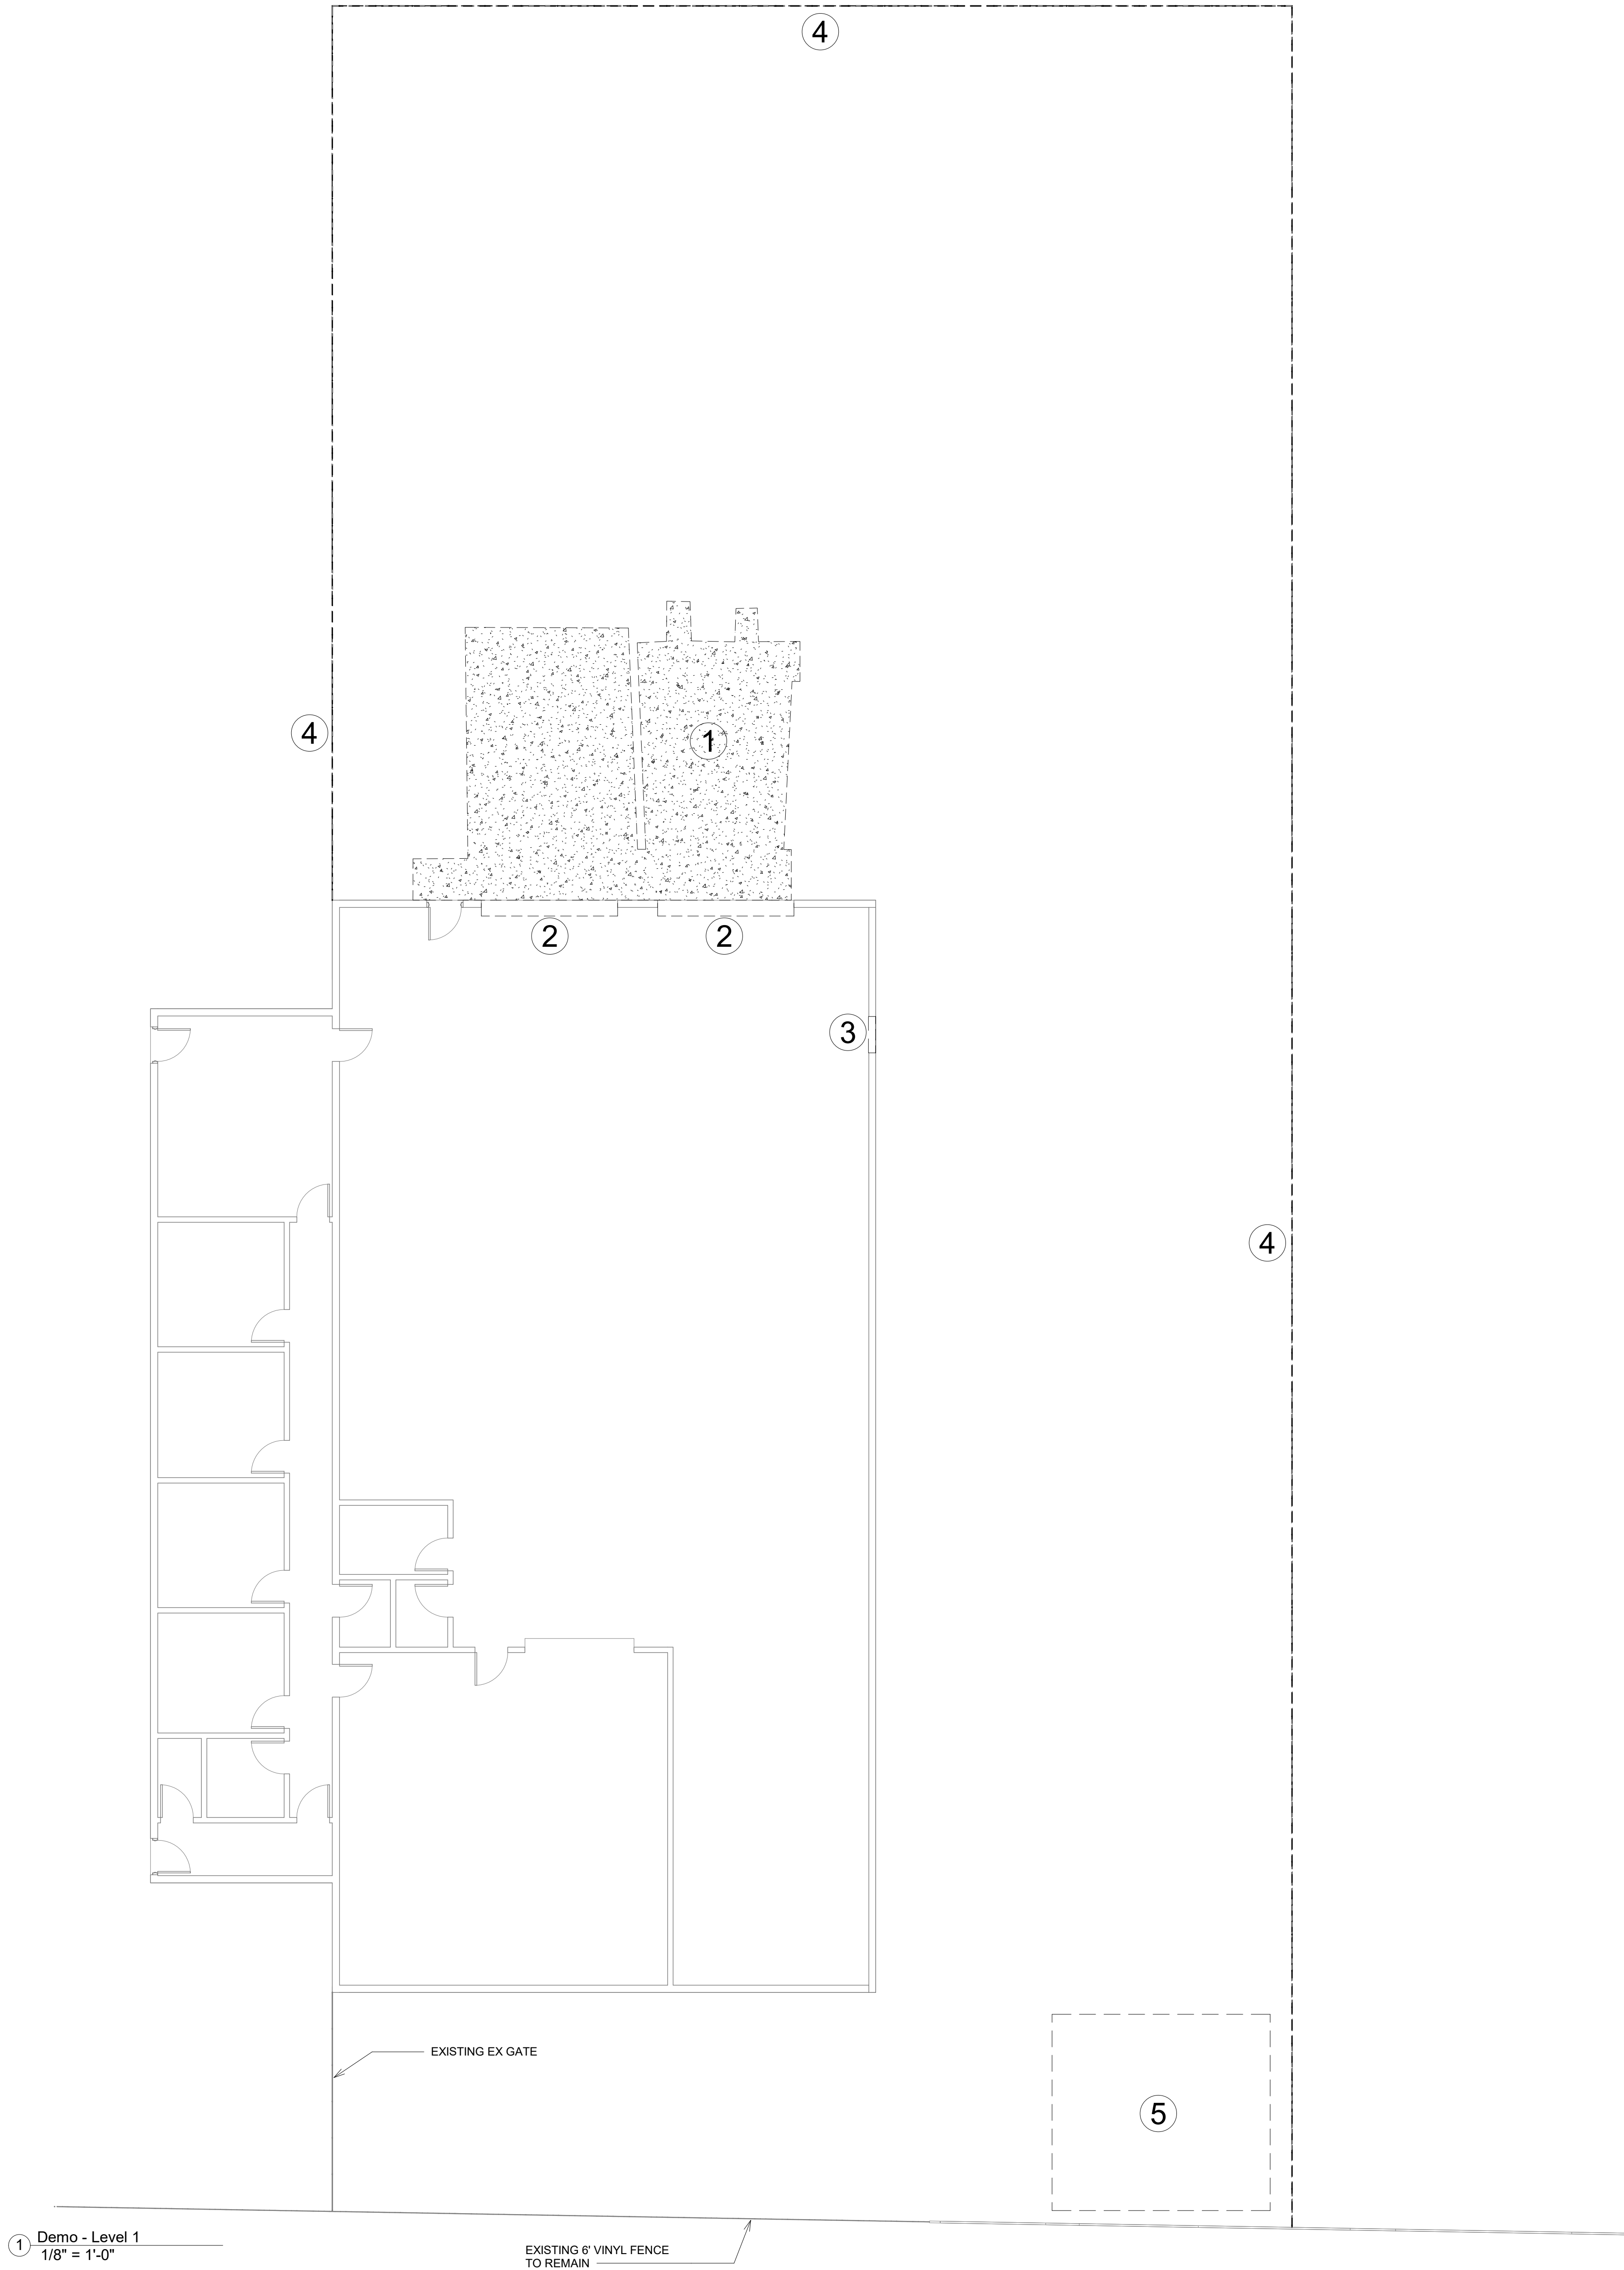 4
4
1
2
2
3
4
EXISTING EX GATE
5
1 Demo - Level 1
1/8" = 1'-0"
EXISTING 6' VINYL FENCE
TO REMAIN